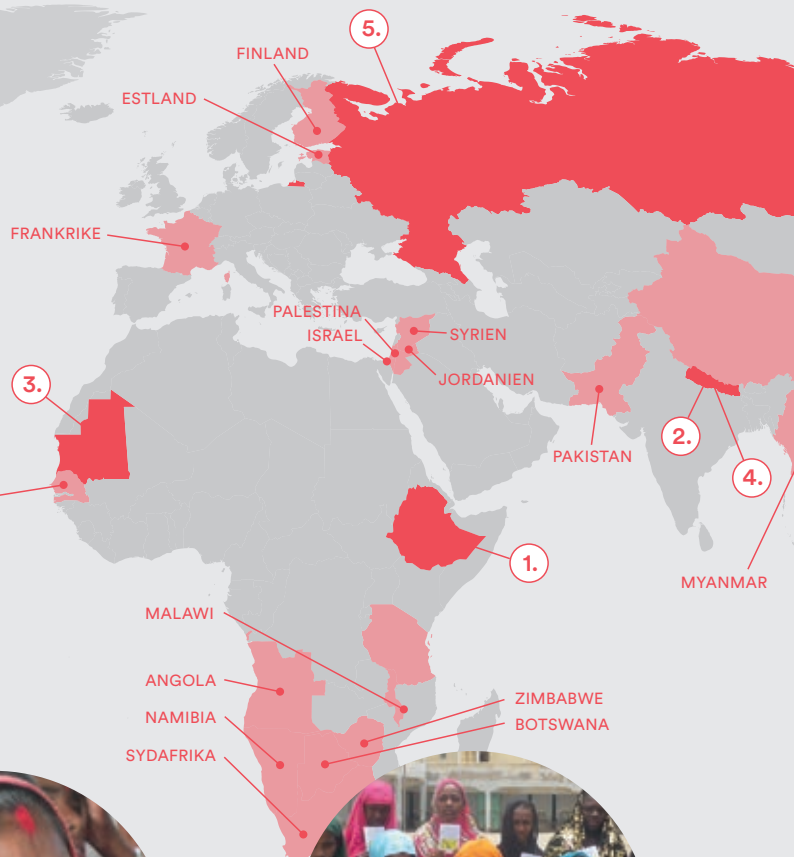 5.
FINLAND
ESTLAND
FRANKRIKE
PALESTINA
ISRAEL
SYRIEN
JORDANIEN
3.
2.
PAKISTAN
4.
1.
MYANMAR
MALAWI
ANGOLA
ZIMBABWE
NAMIBIA
BOTSWANA
SYDAFRIKA